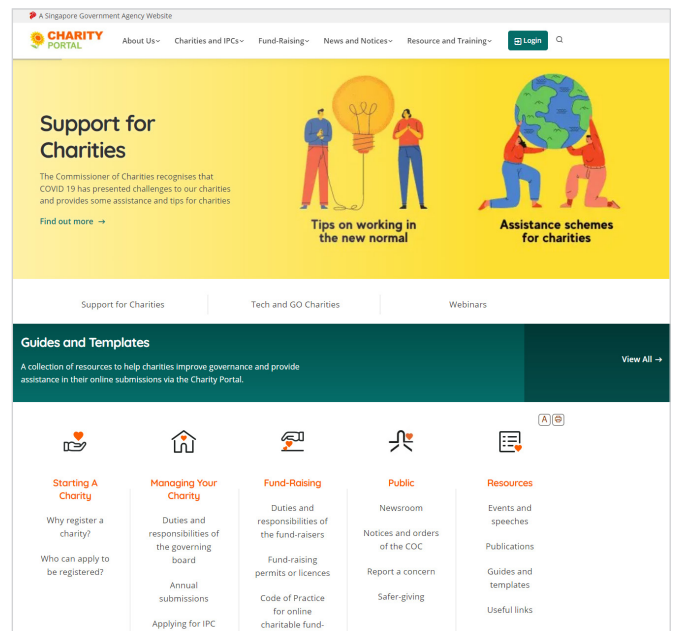 A Singapore Government Agency Website
CHARITY
PORTAL
About Us
Charities and IPCs
Fund-Raising
News and Notices
Resource and Training
Login
Support for
Charities
The Commissioner of Charities recognises that
COVID 19 has presented challenges to our charities
and provides some assistance and tips for charities
Find out more →
Tips on working in
the new normal
Assistance schemes
for charities
Support for Charities
Tech and GO Charities
Webinars
Guides and Templates
A collection of resources to help charities improve governance and provide
assistance in their online submissions via the Charity Portal.
View All →
A
Starting A
Charity
Why register a
charity?
Who can apply to
be registered?
Managing Your
Charity
Duties and
responsibilities of
the governing
board
Annual
submissions
Applying for IPC
Fund-Raising
Duties and
responsibilities of
the fund-raisers
Fund-raising
permits or licences
Code of Practice
for online
charitable fund-
Public
Newsroom
Notices and orders
of the COC
Report a concern
Safer-giving
Resources
Events and
speeches
Publications
Guides and
templates
Useful links